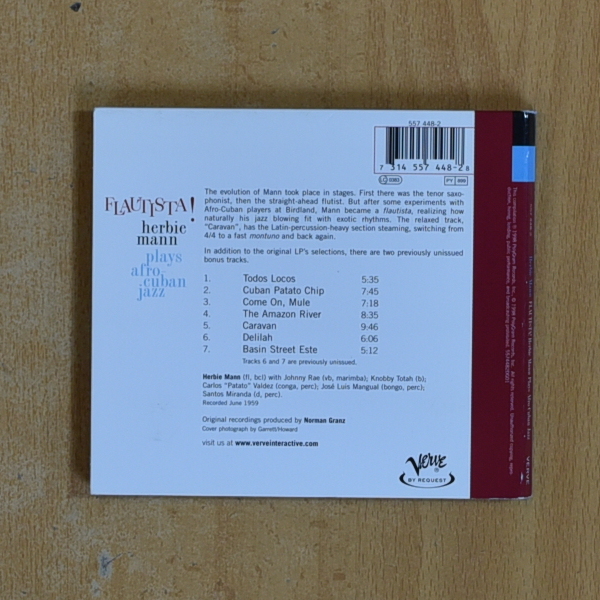 557 448-2
7 314 557 448-2 8
LC 0383
PY 899
FLAUTISTA!
herbie
mann
plays
afro
cuban
jazz
The evolution of Mann took place in stages. First there was the tenor saxo-
phonist, then the straight-ahead flutist. But after some experiments with
Afro-Cuban players at Birdland, Mann became a flautista, realizing how
naturally his jazz blowing fit with exotic rhythms. The relaxed track,
"Caravan", has the Latin-percussion-heavy section steaming, switching from
4/4 to a fast montuno and back again.
In addition to the original LP's selections, there are two previously unissued
bonus tracks.
1. Todos Locos 5:35
2. Cuban Patato Chip 7:45
3. Come On, Mule 7:18
4. The Amazon River 8:35
5. Caravan 9:46
6. Delilah 6:06
7. Basin Street Este 5:12
Tracks 6 and 7 are previously unissued.
Herbie Mann (fl, bcl) with Johnny Rae (vb, marimba); Knobby Totah (b);
Carlos "Patato" Valdez (conga, perc); José Luis Mangual (bongo, perc);
Santos Miranda (d, perc).
Recorded June 1959
Original recordings produced by Norman Granz
Cover photograph by Garrett/Howard
visit us at www.verveinteractive.com
Verve
BY REQUEST
VERVE